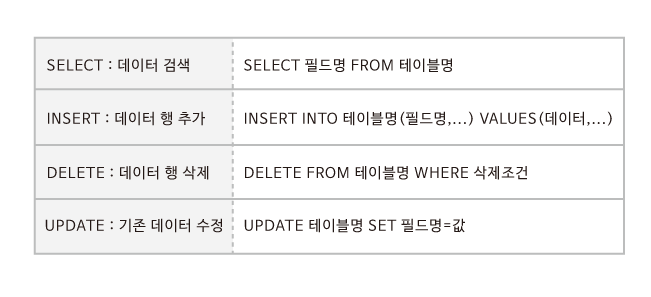 SELECT : 데이터 검색
SELECT 필드명 FROM 테이블명
INSERT : 데이터 행 추가
INSERT INTO 테이블명(필드명,...) VALUES(데이터,...)
DELETE : 데이터 행 삭제
DELETE FROM 테이블명 WHERE 삭제조건
UPDATE : 기존 데이터 수정
UPDATE 테이블명 SET 필드명=값